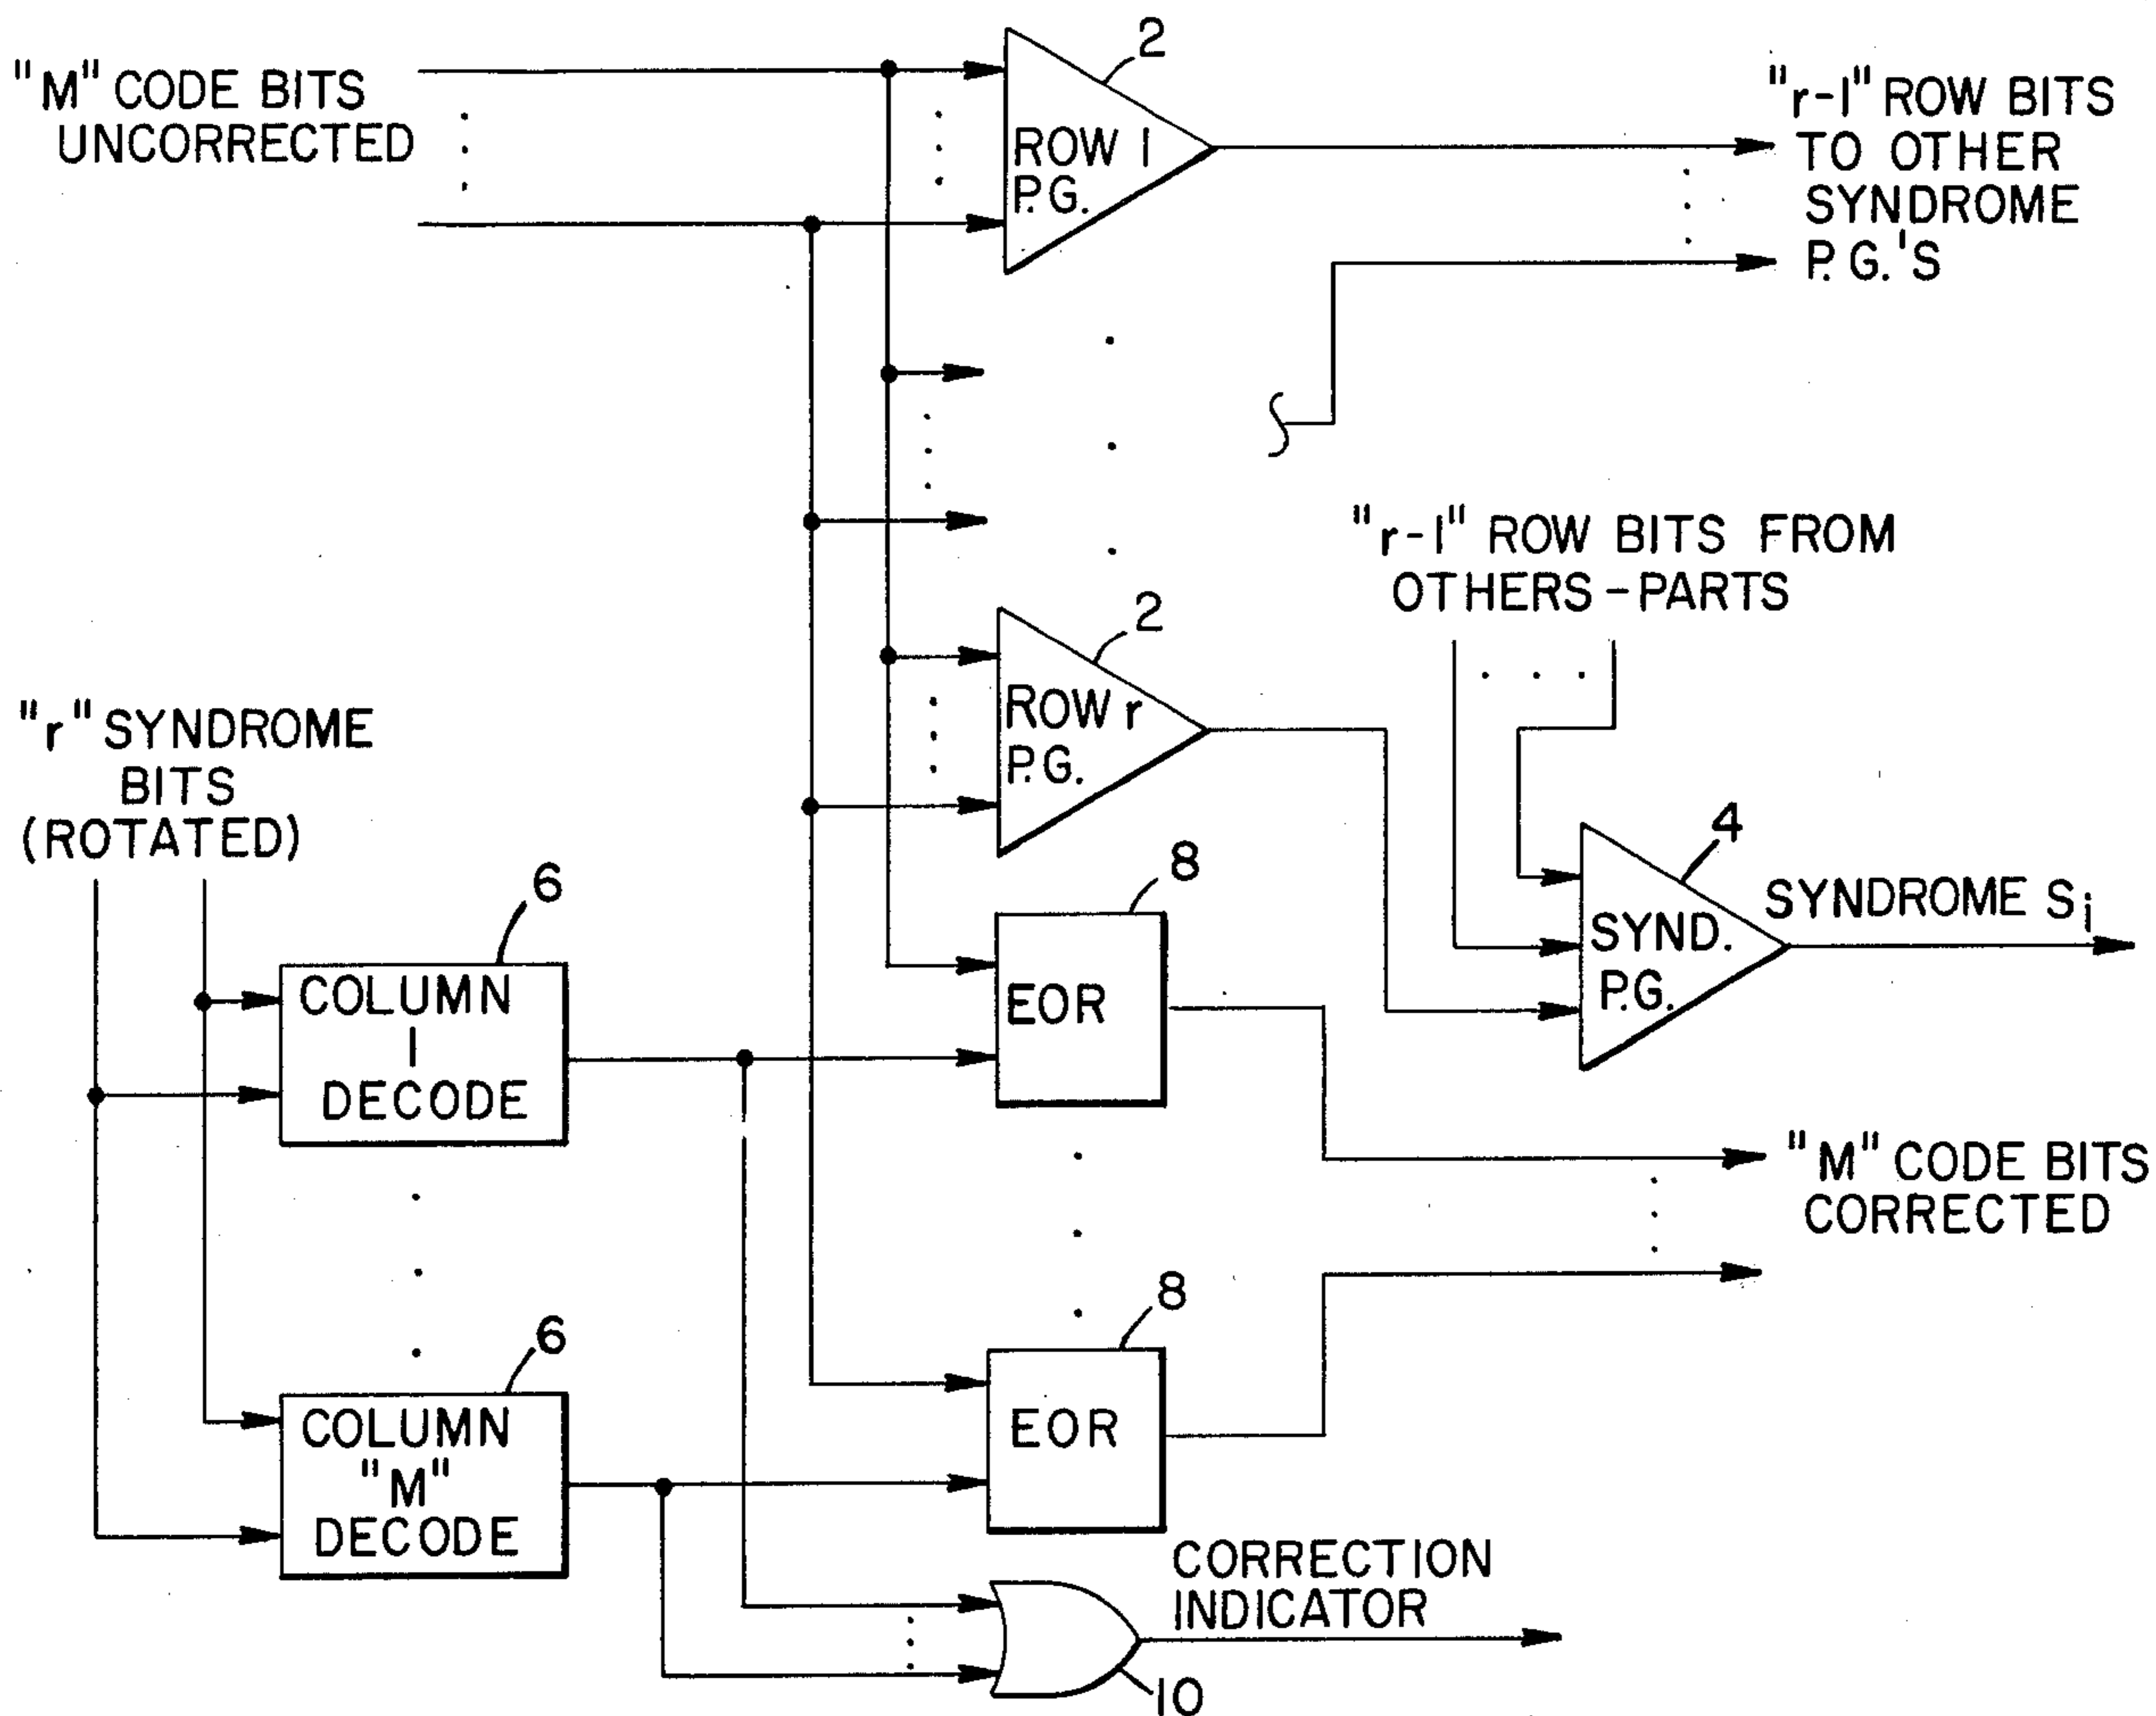 "M" CODE BITS
UNCORRECTED
2
ROW 1
P.G.
"r-1" ROW BITS
TO OTHER
SYNDROME
P.G.'S
"r-1" ROW BITS FROM
OTHERS-PARTS
2
ROW r
P.G.
"r" SYNDROME
BITS
(ROTATED)
4
SYND.
P.G.
SYNDROME Si
6
COLUMN
1
DECODE
8
EOR
"M" CODE BITS
CORRECTED
6
COLUMN
"M"
DECODE
8
EOR
CORRECTION
INDICATOR
10